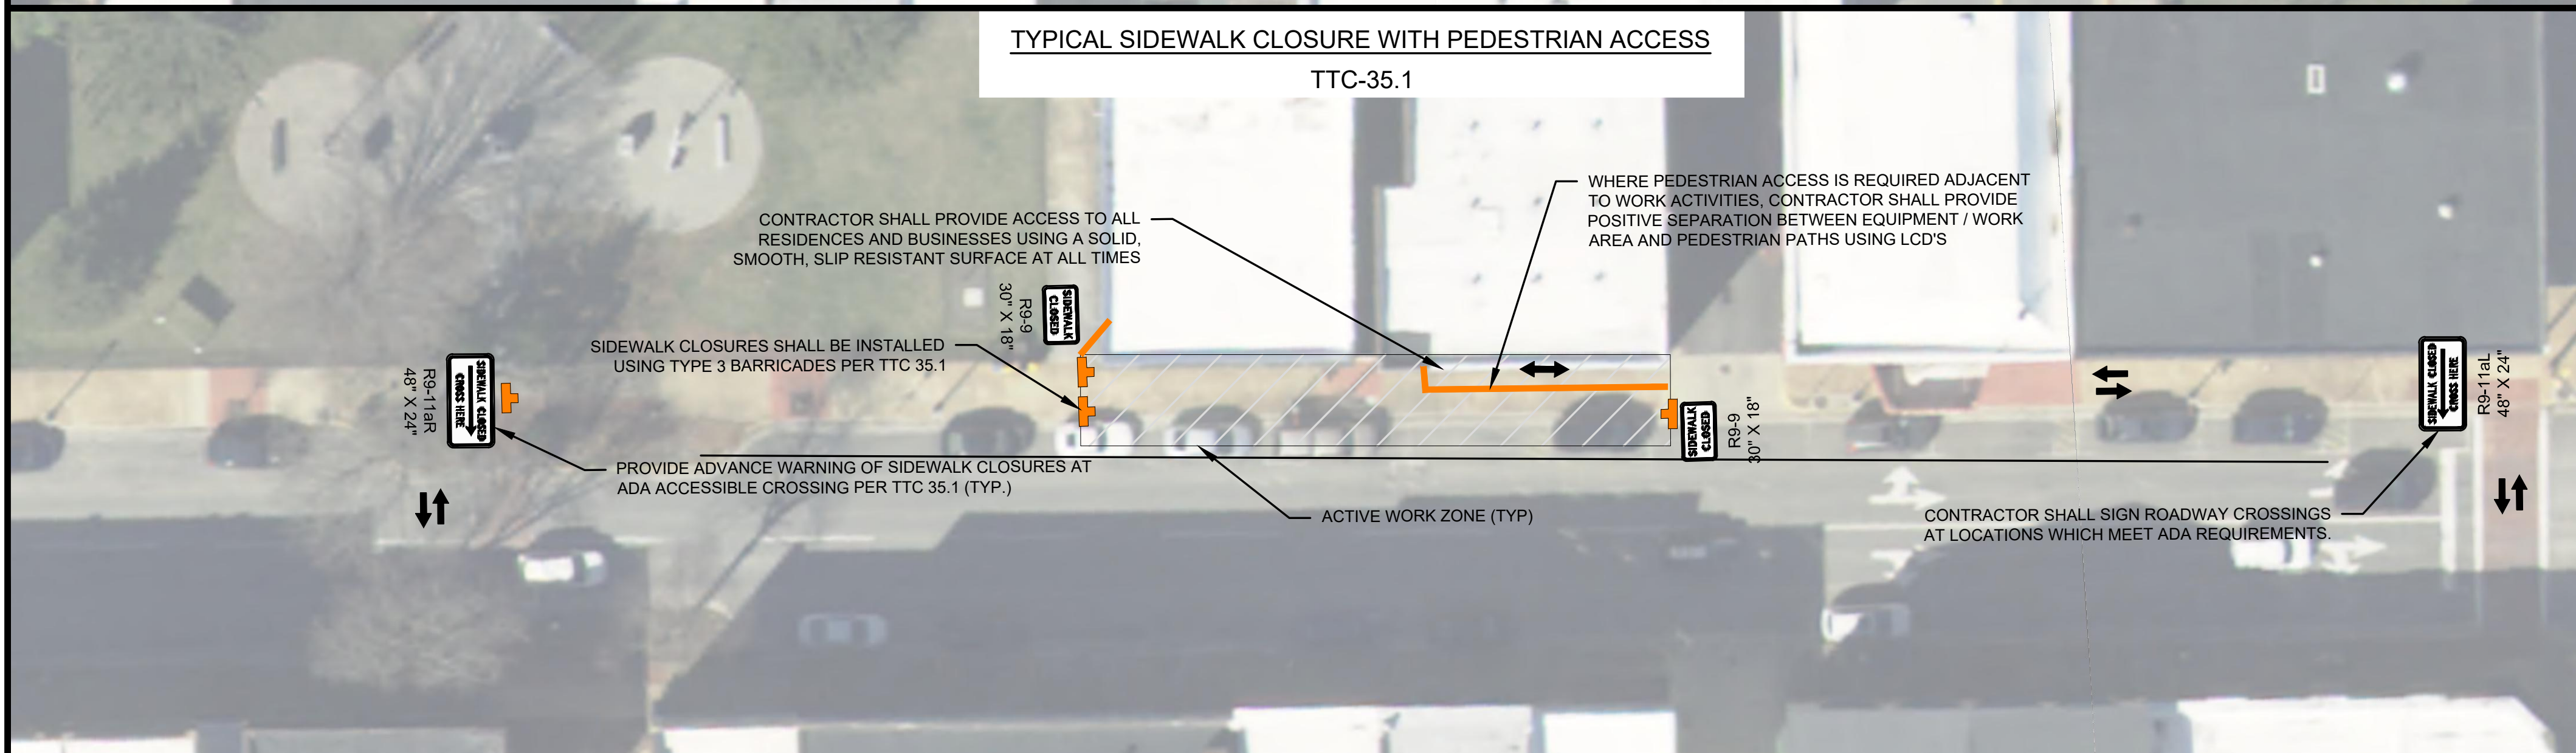 TYPICAL SIDEWALK CLOSURE WITH PEDESTRIAN ACCESS
TTC-35.1
CONTRACTOR SHALL PROVIDE ACCESS TO ALL
RESIDENCES AND BUSINESSES USING A SOLID,
SMOOTH, SLIP RESISTANT SURFACE AT ALL TIMES
WHERE PEDESTRIAN ACCESS IS REQUIRED ADJACENT
TO WORK ACTIVITIES, CONTRACTOR SHALL PROVIDE
POSITIVE SEPARATION BETWEEN EQUIPMENT / WORK
AREA AND PEDESTRIAN PATHS USING LCD'S
SIDEWALK
CLOSED
R9-9
30" X 18"
SIDEWALK CLOSURES SHALL BE INSTALLED
USING TYPE 3 BARRICADES PER TTC 35.1
SIDEWALK CLOSED
CROSS HERE
R9-11aR
48" X 24"
PROVIDE ADVANCE WARNING OF SIDEWALK CLOSURES AT
ADA ACCESSIBLE CROSSING PER TTC 35.1 (TYP.)
ACTIVE WORK ZONE (TYP)
SIDEWALK
CLOSED
R9-9
30" X 18"
SIDEWALK CLOSED
CROSS HERE
R9-11aL
48" X 24"
CONTRACTOR SHALL SIGN ROADWAY CROSSINGS
AT LOCATIONS WHICH MEET ADA REQUIREMENTS.